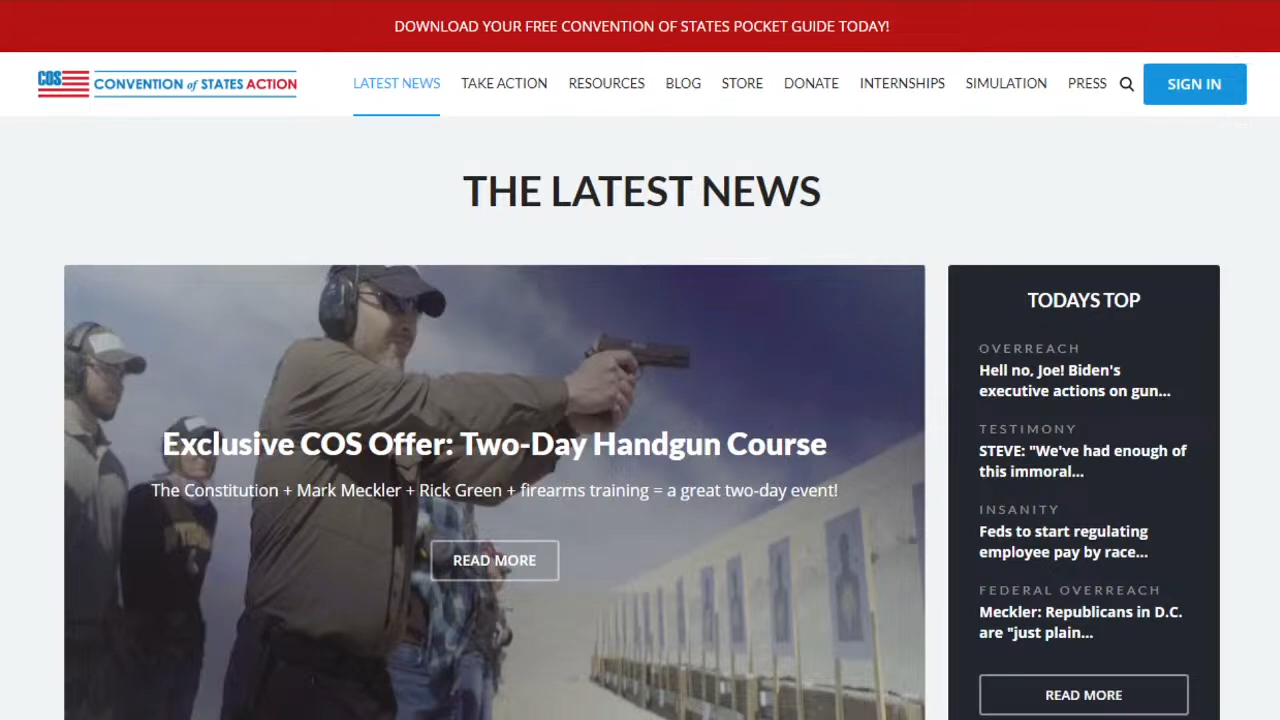 DOWNLOAD YOUR FREE CONVENTION OF STATES POCKET GUIDE TODAY!
COS CONVENTION of STATES ACTION
LATEST NEWS TAKE ACTION RESOURCES BLOG STORE DONATE INTERNSHIPS SIMULATION PRESS SIGN IN
THE LATEST NEWS
Exclusive COS Offer: Two-Day Handgun Course
The Constitution + Mark Meckler + Rick Green + firearms training = a great two-day event!
READ MORE
TODAYS TOP
OVERREACH
Hell no, Joe! Biden's
executive actions on gun...
TESTIMONY
STEVE: "We've had enough of
this immoral...
INSANITY
Feds to start regulating
employee pay by race...
FEDERAL OVERREACH
Meckler: Republicans in D.C.
are "just plain...
READ MORE